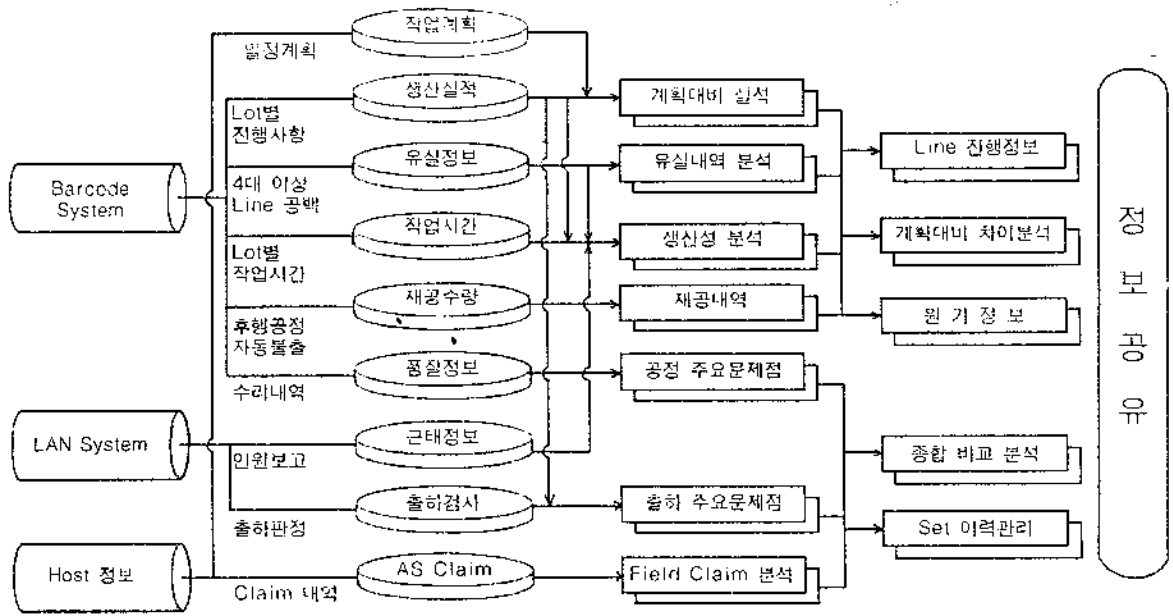 작업계획
일정계획
생산실적
Lot별
진행사항
유실정보
4대 이상
Line 공백
작업시간
Lot별
작업시간
재공수량
후행공정
자동불출
품질정보
수리내역
근태정보
인원보고
출하검사
출하판정
AS Claim
Claim 내역
Barcode
System
LAN System
Host 정보
계획대비 실적
유실내역 분석
생산성 분석
재공내역
공정 주요문제점
출하 주요문제점
Field Claim 분석
Line 진행정보
계획대비 차이분석
원 가 정 보
종합 비교 분석
Set 이력관리
정
보
공
유